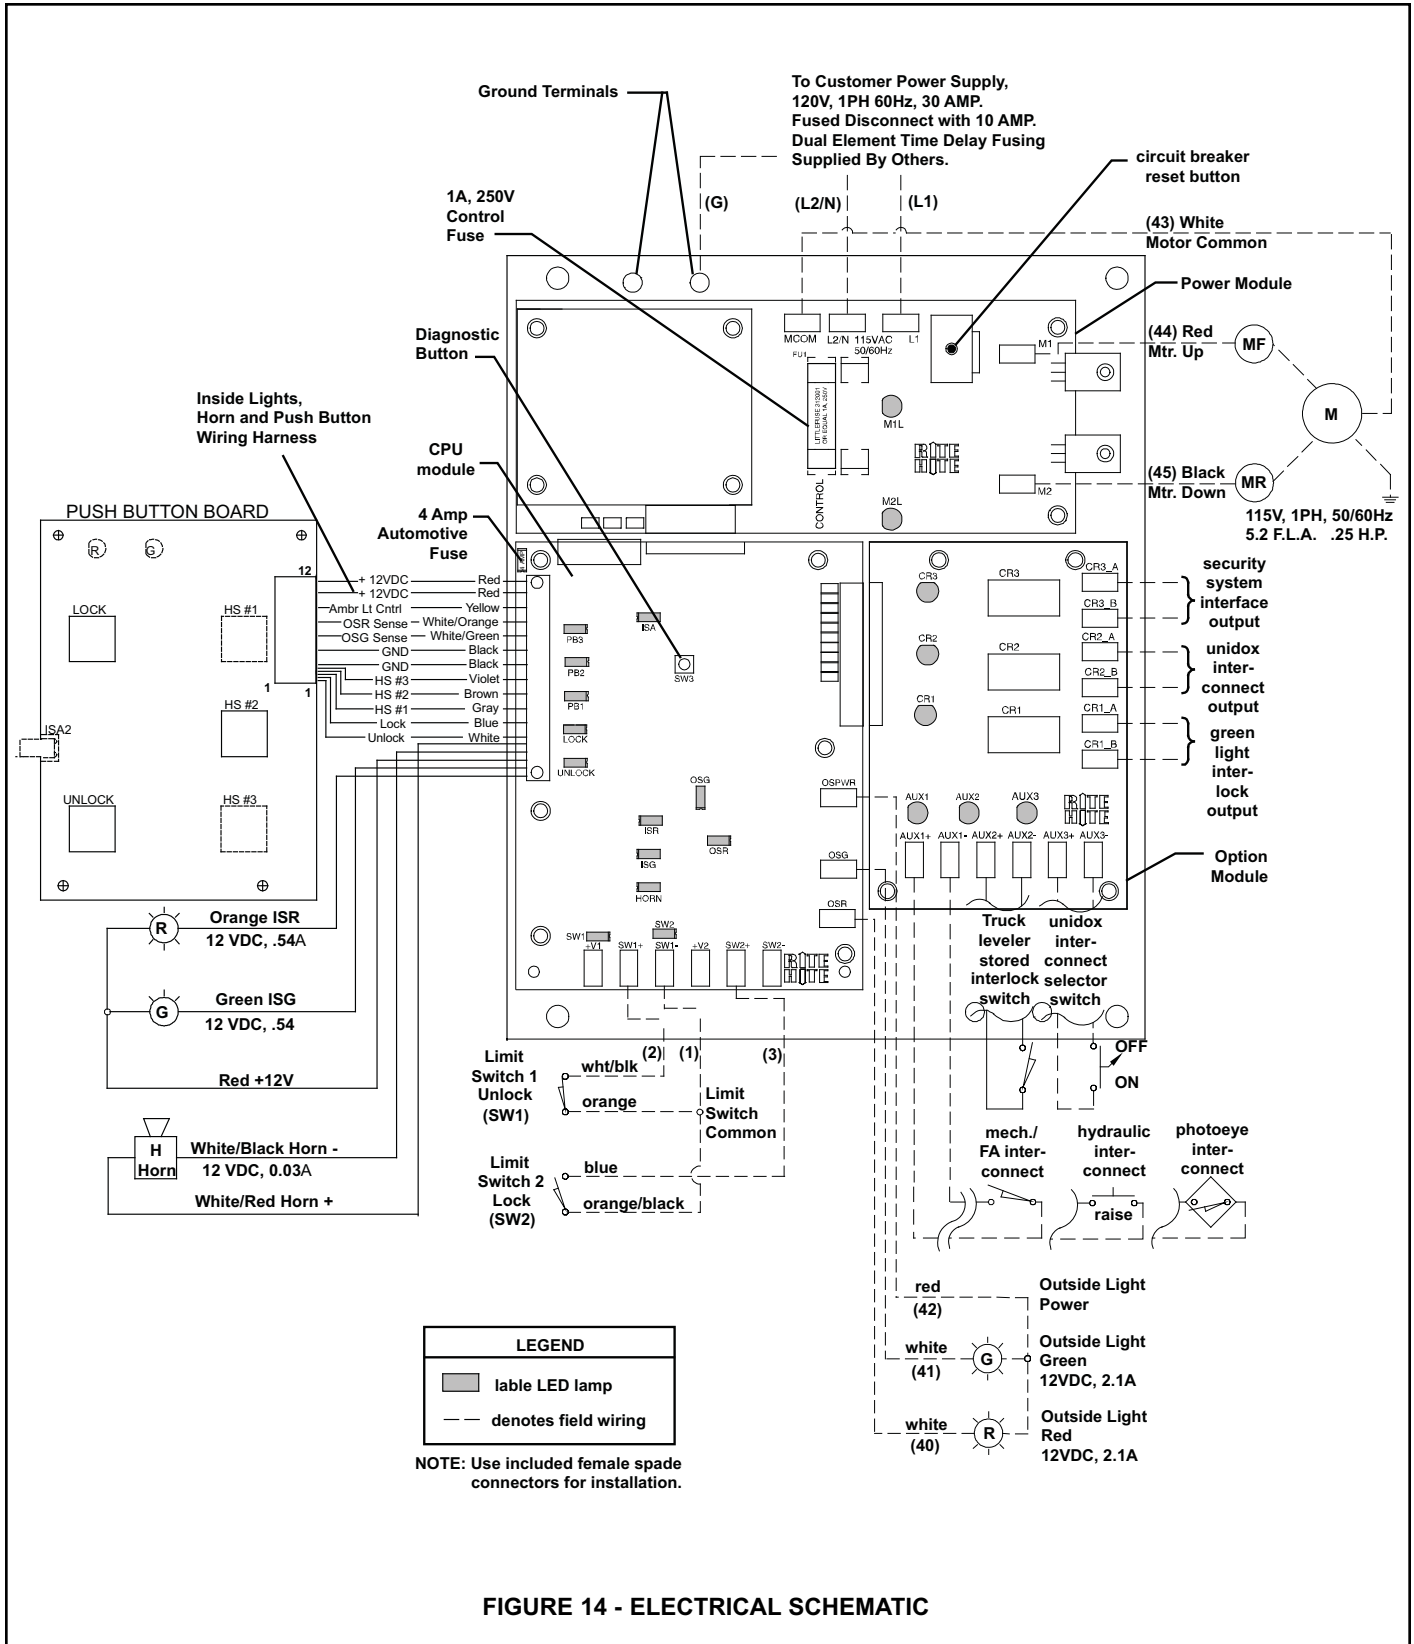 Ground Terminals
To Customer Power Supply,
120V, 1PH 60Hz, 30 AMP.
Fused Disconnect with 10 AMP.
Dual Element Time Delay Fusing
Supplied By Others.
circuit breaker
reset button
1A, 250V
Control
Fuse
(G)
(L2/N)
(L1)
(43) White
Motor Common
Power Module
Diagnostic
Button
MCOM
L2/N
115VAC
50/60Hz
L1
FU1
LITTLEFUSE 313001
OR EQUAL 1A, 250V
CONTROL
M1L
M2L
RITE
HITE
M1
M2
(44) Red
Mtr. Up
MF
M
(45) Black
Mtr. Down
MR
115V, 1PH, 50/60Hz
5.2 F.L.A. .25 H.P.
Inside Lights,
Horn and Push Button
Wiring Harness
CPU
module
4 Amp
Automotive
Fuse
PUSH BUTTON BOARD
R
G
12
LOCK
HS #1
1
1
HS #2
ISA2
UNLOCK
HS #3
+ 12VDC Red
+ 12VDC Red
Ambr Lt Cntrl Yellow
OSR Sense White/Orange
OSG Sense White/Green
GND Black
GND Black
HS #3 Violet
HS #2 Brown
HS #1 Gray
Lock Blue
Unlock White
PB3
ISA
PB2
SW3
PB1
LOCK
UNLOCK
OSG
ISR
OSR
ISG
HORN
SW1
SW2
+V1
SW1+
SW1-
+V2
SW2+
SW2-
RITE
HITE
OSPWR
OSG
OSR
CR3
CR3
CR3_A
CR3_B
CR2
CR2
CR2_A
CR2_B
CR1
CR1
CR1_A
CR1_B
security
system
interface
output
unidox
inter-
connect
output
green
light
inter-
lock
output
AUX1
AUX2
AUX3
RITE
HITE
AUX1+
AUX1-
AUX2+
AUX2-
AUX3+
AUX3-
Option
Module
Truck
leveler
stored
interlock
switch
unidox
inter-
connect
selector
switch
OFF
ON
R
Orange ISR
12 VDC, .54A
G
Green ISG
12 VDC, .54
Red +12V
H
Horn
White/Black Horn -
12 VDC, 0.03A
White/Red Horn +
(2)
(1)
(3)
Limit
Switch 1
Unlock
(SW1)
wht/blk
orange
Limit
Switch
Common
Limit
Switch 2
Lock
(SW2)
blue
orange/black
mech./
FA inter-
connect
hydraulic
inter-
connect
raise
photoeye
inter-
connect
red
(42)
Outside Light
Power
white
(41)
G
Outside Light
Green
12VDC, 2.1A
white
(40)
R
Outside Light
Red
12VDC, 2.1A
LEGEND
lable LED lamp
denotes field wiring
NOTE: Use included female spade
connectors for installation.
FIGURE 14 - ELECTRICAL SCHEMATIC